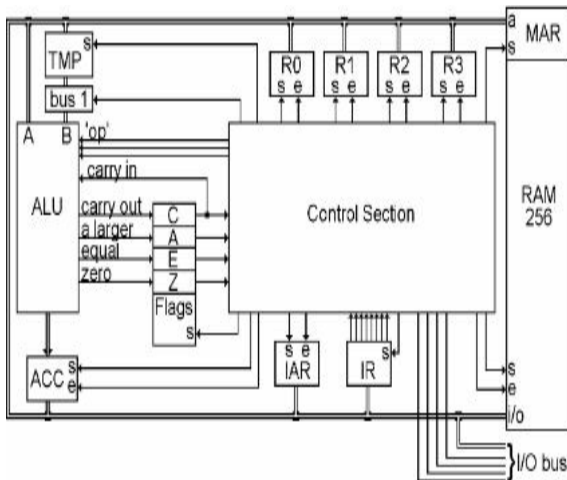 a
MAR
s
TMP
s
R0
s e
R1
s e
R2
s e
R3
s e
bus 1
A
B
'op'
carry in
ALU
carry out
a larger
equal
zero
C
A
E
Z
Flags
s
Control Section
RAM
256
ACC
s
e
s e
IAR
s
IR
s
e
i/o
I/O bus